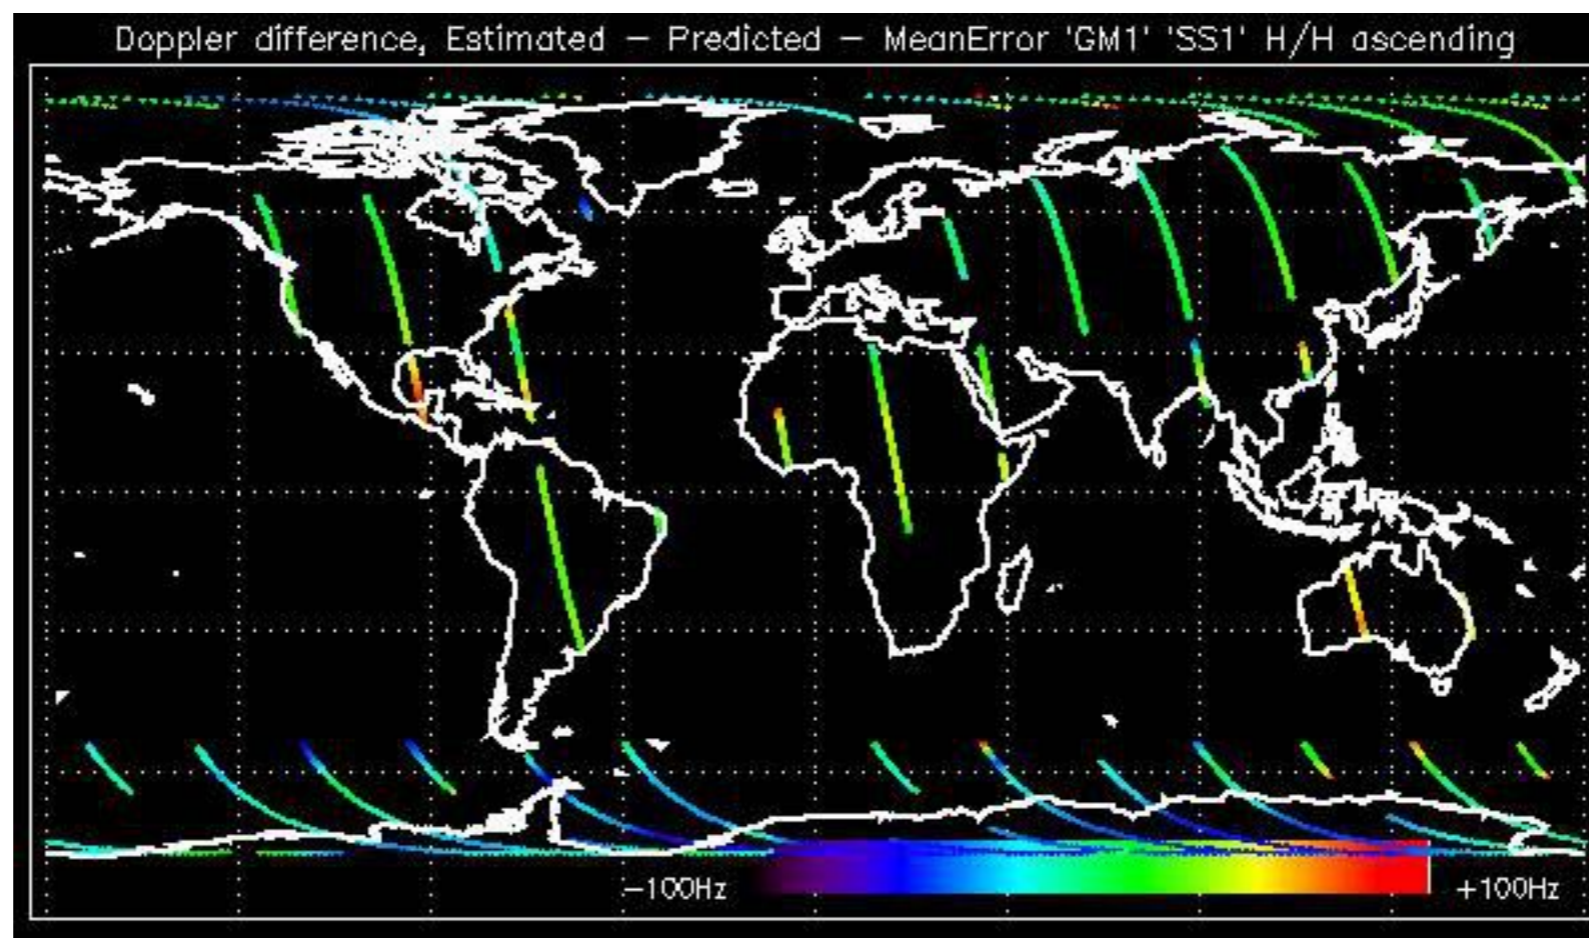 Doppler difference, Estimated – Predicted – MeanError 'GM1' 'SS1' H/H ascending
-100Hz
+100Hz